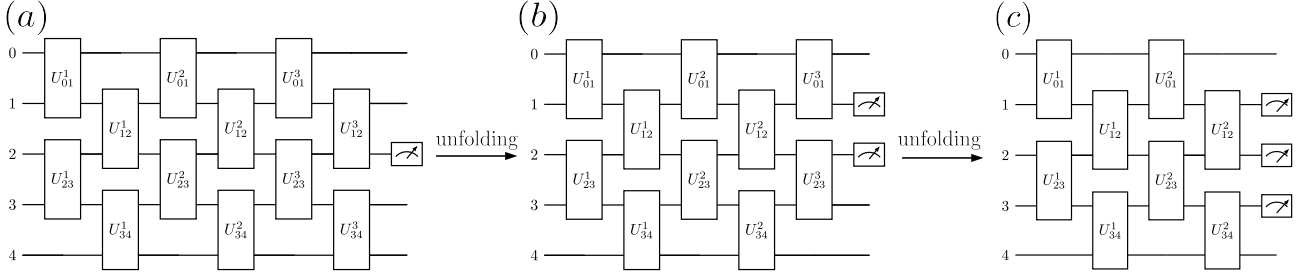 (a) (b) (c)
0 U^1_{01} U^2_{01} U^3_{01} 0 U^1_{01} U^2_{01} U^3_{01} 0 U^1_{01} U^2_{01}
1 U^1_{12} U^2_{12} U^3_{12} unfolding 1 U^1_{12} U^2_{12} unfolding 1 U^1_{12} U^2_{12}
2 U^1_{23} U^2_{23} U^3_{23} 2 U^1_{23} U^2_{23} U^3_{23} 2 U^1_{23} U^2_{23}
3 U^1_{34} U^2_{34} U^3_{34} 3 U^1_{34} U^2_{34} 3 U^1_{34} U^2_{34}
4 4 4